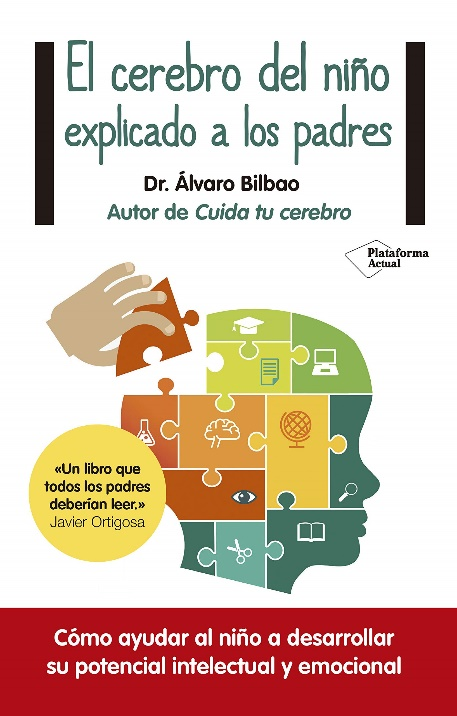 El cerebro del niño
explicado a los padres
Dr. Álvaro Bilbao
Autor de Cuida tu cerebro
Plataforma
Actual
«Un libro que
todos los padres
deberían leer.»
Javier Ortigosa
Cómo ayudar al niño a desarrollar
su potencial intelectual y emocional